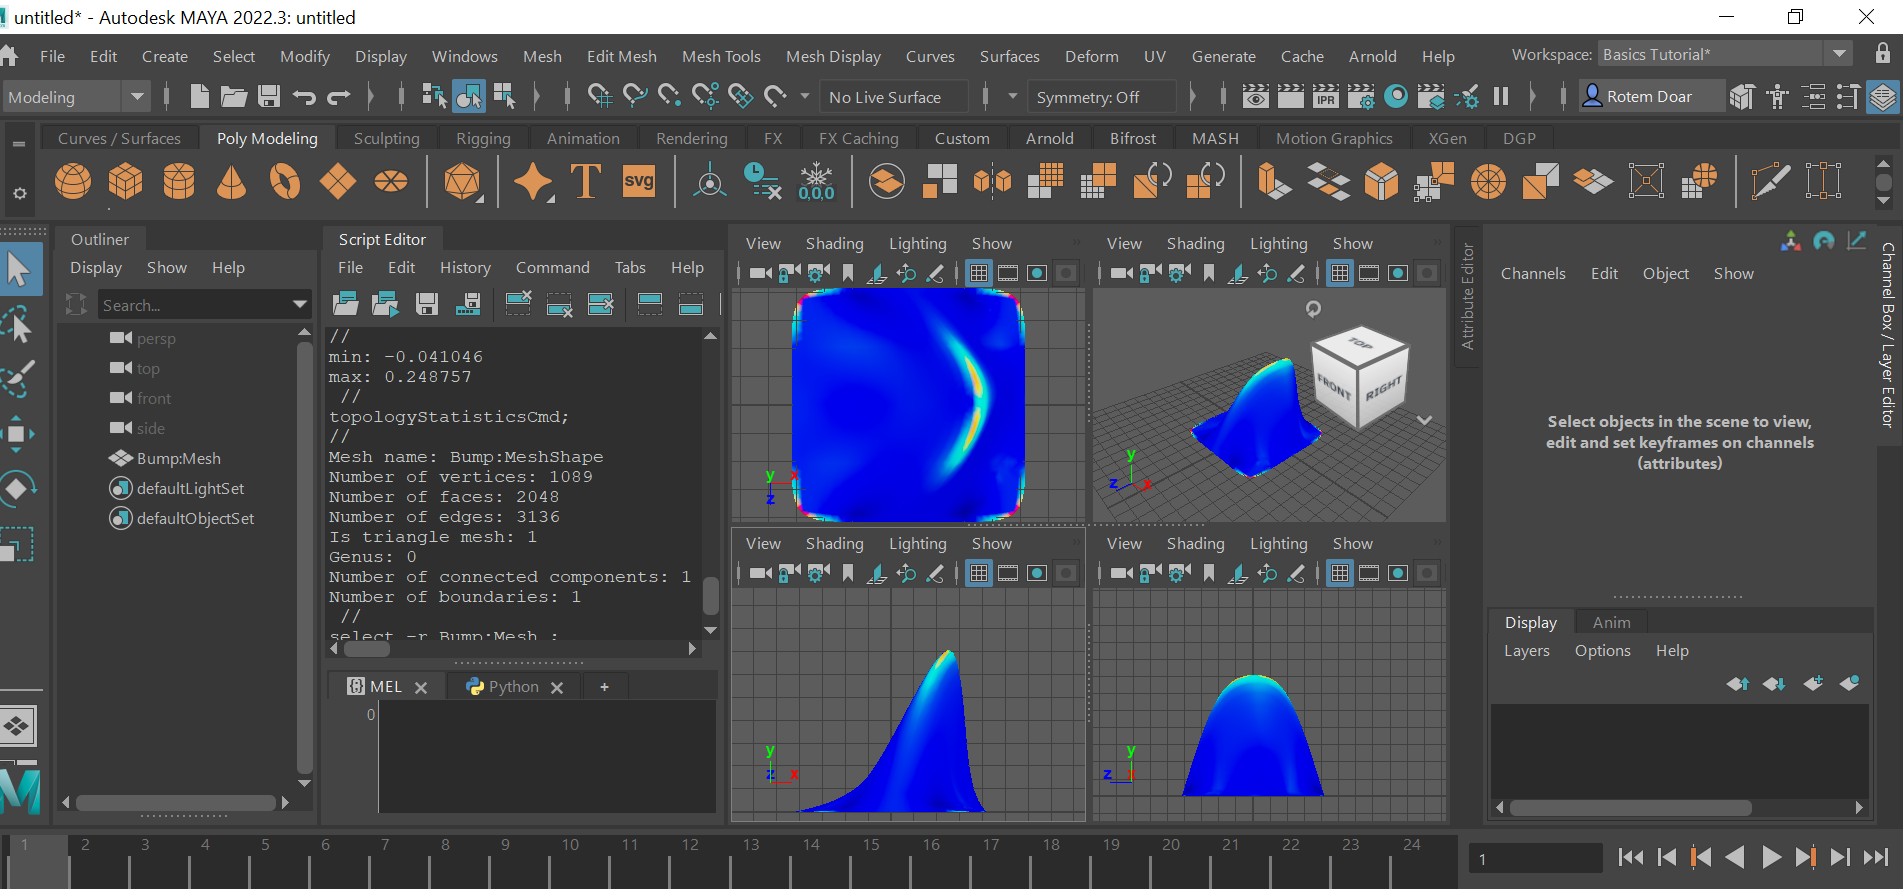 untitled* - Autodesk MAYA 2022.3: untitled
File Edit Create Select Modify Display Windows Mesh Edit Mesh Mesh Tools Mesh Display Curves Surfaces Deform UV Generate Cache Arnold Help Workspace: Basics Tutorial*
Modeling No Live Surface Symmetry: Off IPR Rotem Doar
Curves / Surfaces Poly Modeling Sculpting Rigging Animation Rendering FX FX Caching Custom Arnold Bifrost MASH Motion Graphics XGen DGP
T svg 0,0,0
Outliner
Display Show Help
Search...
persp
top
front
side
Bump:Mesh
defaultLightSet
defaultObjectSet
Script Editor
File Edit History Command Tabs Help
//
min: -0.041046
max: 0.248757
//
topologyStatisticsCmd;
//
Mesh name: Bump:MeshShape
Number of vertices: 1089
Number of faces: 2048
Number of edges: 3136
Is triangle mesh: 1
Genus: 0
Number of connected components: 1
Number of boundaries: 1
//
select -r Bump:Mesh ;
MEL Python +
0
View Shading Lighting Show
y
z
x
View Shading Lighting Show
TOP
FRONT RIGHT
y
z x
View Shading Lighting Show
y
z x
View Shading Lighting Show
y
z x
Attribute Editor
Channels Edit Object Show
Channel Box / Layer Editor
Select objects in the scene to view,
edit and set keyframes on channels
(attributes)
Display Anim
Layers Options Help
1 2 3 4 5 6 7 8 9 10 11 12 13 14 15 16 17 18 19 20 21 22 23 24
1